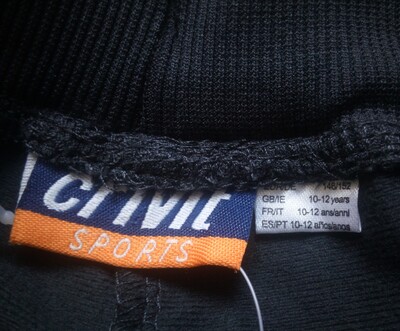 SPORTS
146/152
GB/IE 10-12 years
FR/IT 10-12 ans/anni
ES/PT 10-12 años/anos